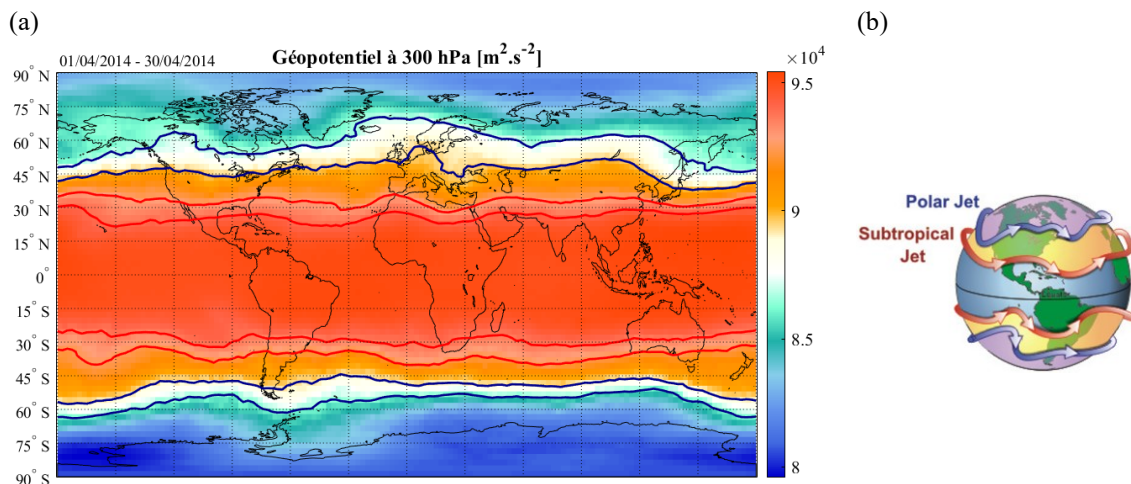 (a)
(b)
01/04/2014 - 30/04/2014
Géopotentiel à 300 hPa [m².s⁻²]
×10⁴
90° N
75° N
60° N
45° N
30° N
15° N
0°
15° S
30° S
45° S
60° S
75° S
90° S
9.5
9
8.5
8
Polar Jet
Subtropical
Jet